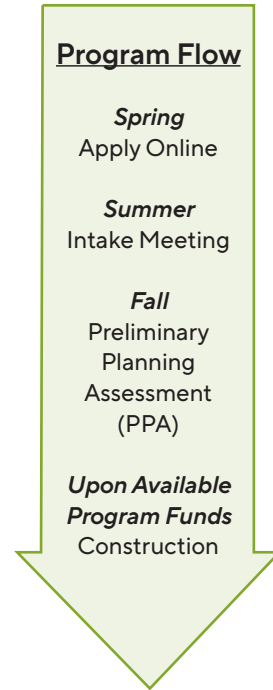 Program Flow
Spring
Apply Online
Summer
Intake Meeting
Fall
Preliminary
Planning
Assessment
(PPA)
Upon Available
Program Funds
Construction